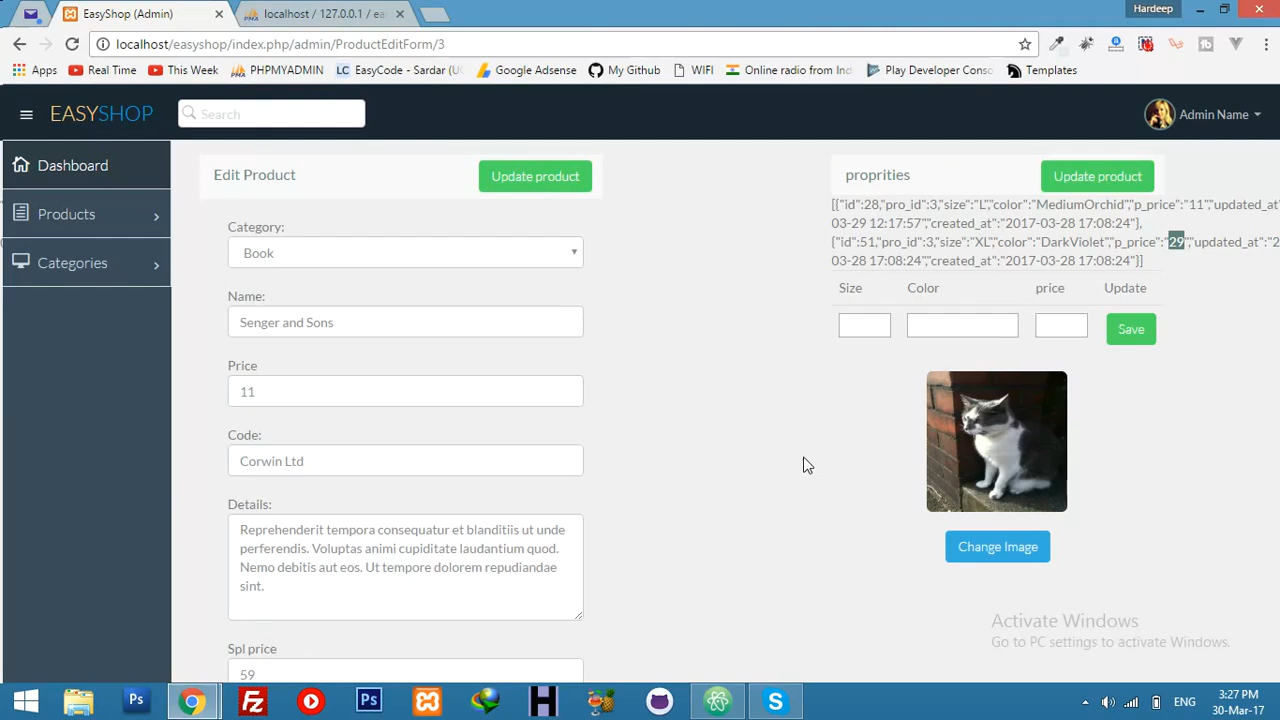 EasyShop (Admin)
localhost / 127.0.0.1 / ea
Hardeep
localhost/easyshop/index.php/admin/ProductEditForm/3
Apps
Real Time
This Week
PHPMYADMIN
EasyCode - Sardar (U
Google Adsense
My Github
WIFI
Online radio from Ind
Play Developer Conso
Templates
EASYSHOP
Search
Admin Name
Dashboard
Products
Categories
Edit Product
Update product
Category:
Book
Name:
Senger and Sons
Price
11
Code:
Corwin Ltd
Details:
Reprehenderit tempora consequatur et blanditiis ut unde
perferendis. Voluptas animi cupiditate laudantium quod.
Nemo debitis aut eos. Ut tempore dolorem repudiandae
sint.
Spl price
59
proprities
Update product
[{"id":28,"pro_id":3,"size":"L","color":"MediumOrchid","p_price":"11","updated_at":"2
03-29 12:17:57","created_at":"2017-03-28 17:08:24"},
{"id":51,"pro_id":3,"size":"XL","color":"DarkViolet","p_price":"29","updated_at":"2
03-28 17:08:24","created_at":"2017-03-28 17:08:24"}]
Size
Color
price
Update
Save
Change Image
Activate Windows
Go to PC settings to activate Windows.
ENG
3:27 PM
30-Mar-17